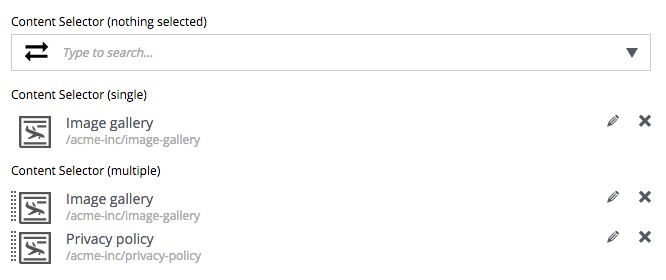 Content Selector (nothing selected)
Type to search...
Content Selector (single)
Image gallery
/acme-inc/image-gallery
Content Selector (multiple)
Image gallery
/acme-inc/image-gallery
Privacy policy
/acme-inc/privacy-policy